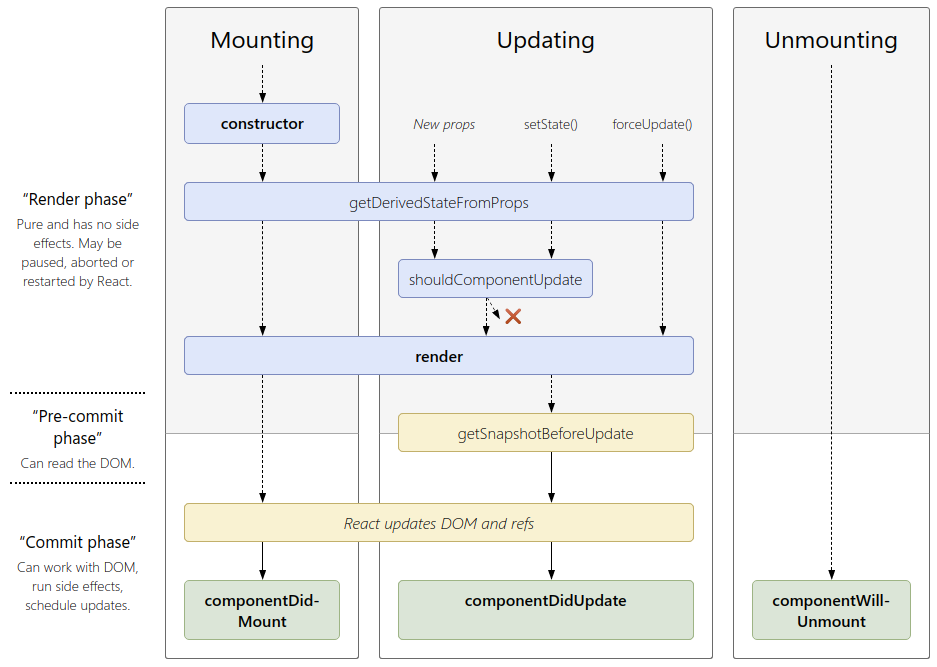 Mounting
Updating
Unmounting
constructor
New props
setState()
forceUpdate()
“Render phase”
Pure and has no side
effects. May be
paused, aborted or
restarted by React.
getDerivedStateFromProps
shouldComponentUpdate
render
“Pre-commit
phase”
Can read the DOM.
getSnapshotBeforeUpdate
React updates DOM and refs
“Commit phase”
Can work with DOM,
run side effects,
schedule updates.
componentDid-
Mount
componentDidUpdate
componentWill-
Unmount